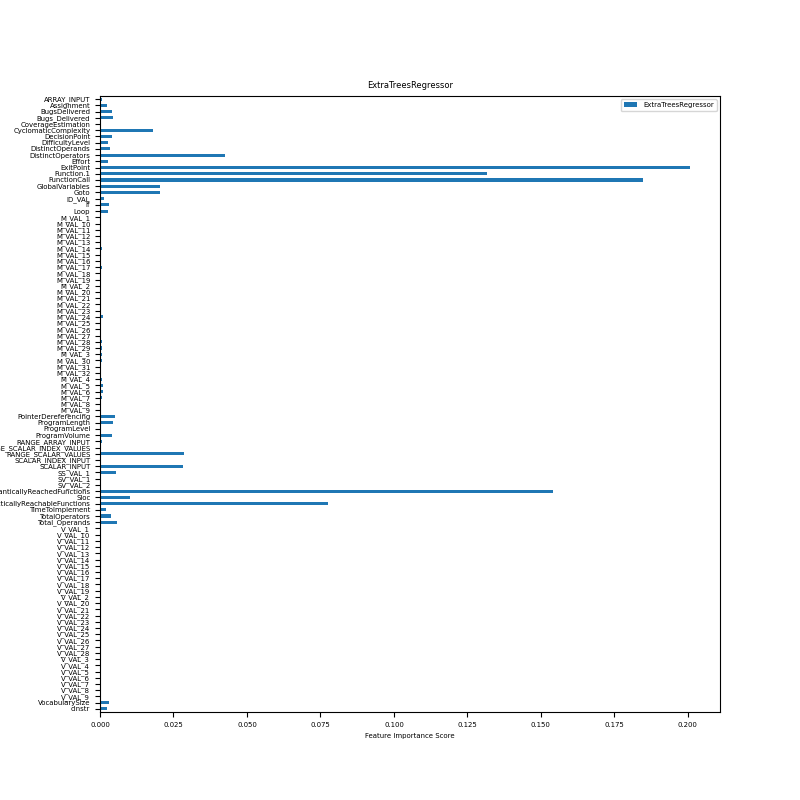 ExtraTreesRegressor
ExtraTreesRegressor
ARRAY_INPUT
Assignment
BugsDelivered
Bugs_Delivered
CoverageEstimation
CyclomaticComplexity
DecisionPoint
DifficultyLevel
DistinctOperands
DistinctOperators
Effort
ExitPoint
Function.1
FunctionCall
GlobalVariables
Goto
ID_VAL
If
Loop
M_VAL_1
M_VAL_10
M_VAL_11
M_VAL_12
M_VAL_13
M_VAL_14
M_VAL_15
M_VAL_16
M_VAL_17
M_VAL_18
M_VAL_19
M_VAL_2
M_VAL_20
M_VAL_21
M_VAL_22
M_VAL_23
M_VAL_24
M_VAL_25
M_VAL_26
M_VAL_27
M_VAL_28
M_VAL_29
M_VAL_3
M_VAL_30
M_VAL_31
M_VAL_32
M_VAL_4
M_VAL_5
M_VAL_6
M_VAL_7
M_VAL_8
M_VAL_9
PointerDereferencing
ProgramLength
ProgramLevel
ProgramVolume
RANGE_ARRAY_INPUT
E_SCALAR_INDEX_VALUES
RANGE_SCALAR_VALUES
SCALAR_INDEX_INPUT
SCALAR_INPUT
SS_VAL_1
SV_VAL_1
SV_VAL_2
anticallyReachedFunctions
Sloc
ticallyReachableFunctions
TimeToImplement
TotalOperators
Total_Operands
V_VAL_1
V_VAL_10
V_VAL_11
V_VAL_12
V_VAL_13
V_VAL_14
V_VAL_15
V_VAL_16
V_VAL_17
V_VAL_18
V_VAL_19
V_VAL_2
V_VAL_20
V_VAL_21
V_VAL_22
V_VAL_23
V_VAL_24
V_VAL_25
V_VAL_26
V_VAL_27
V_VAL_28
V_VAL_3
V_VAL_4
V_VAL_5
V_VAL_6
V_VAL_7
V_VAL_8
V_VAL_9
VocabularySize
cinstr
0.000 0.025 0.050 0.075 0.100 0.125 0.150 0.175 0.200
Feature Importance Score